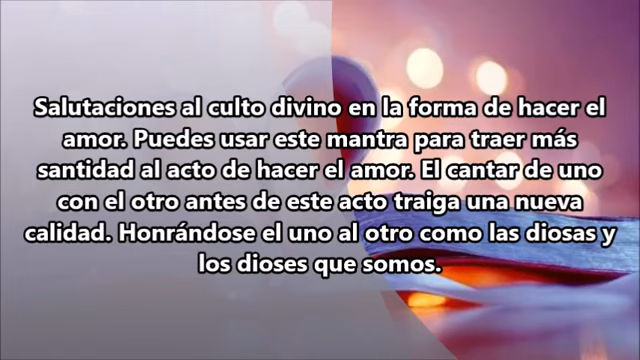 Salutaciones al culto divino en la forma de hacer el
amor. Puedes usar este mantra para traer más
santidad al acto de hacer el amor. El cantar de uno
con el otro antes de este acto traiga una nueva
calidad. Honrándose el uno al otro como las diosas y
los dioses que somos.